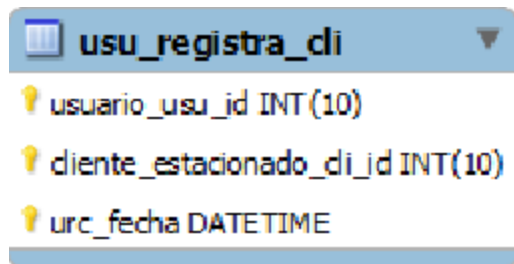 usu_registra_cli
usuario_usu_id INT(10)
cliente_estacionado_cli_id INT(10)
urc_fecha DATETIME